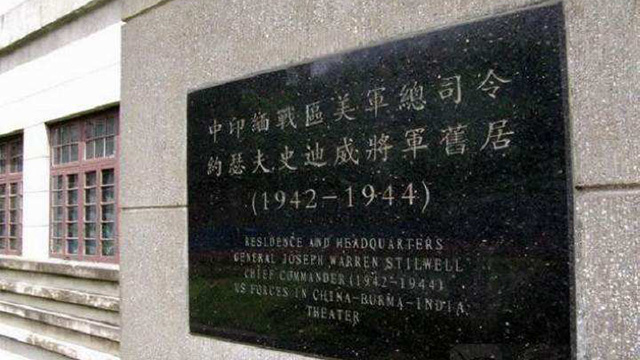 中印緬戰區美軍總司令
約瑟夫史迪威將軍舊居
(1942-1944)
RESIDENCE AND HEADQUARTERS
GENERAL JOSEPH WARREN STILWELL
CHIEF COMMANDER (1942-1944)
US FORCES IN CHINA-BURMA-INDIA
THEATER